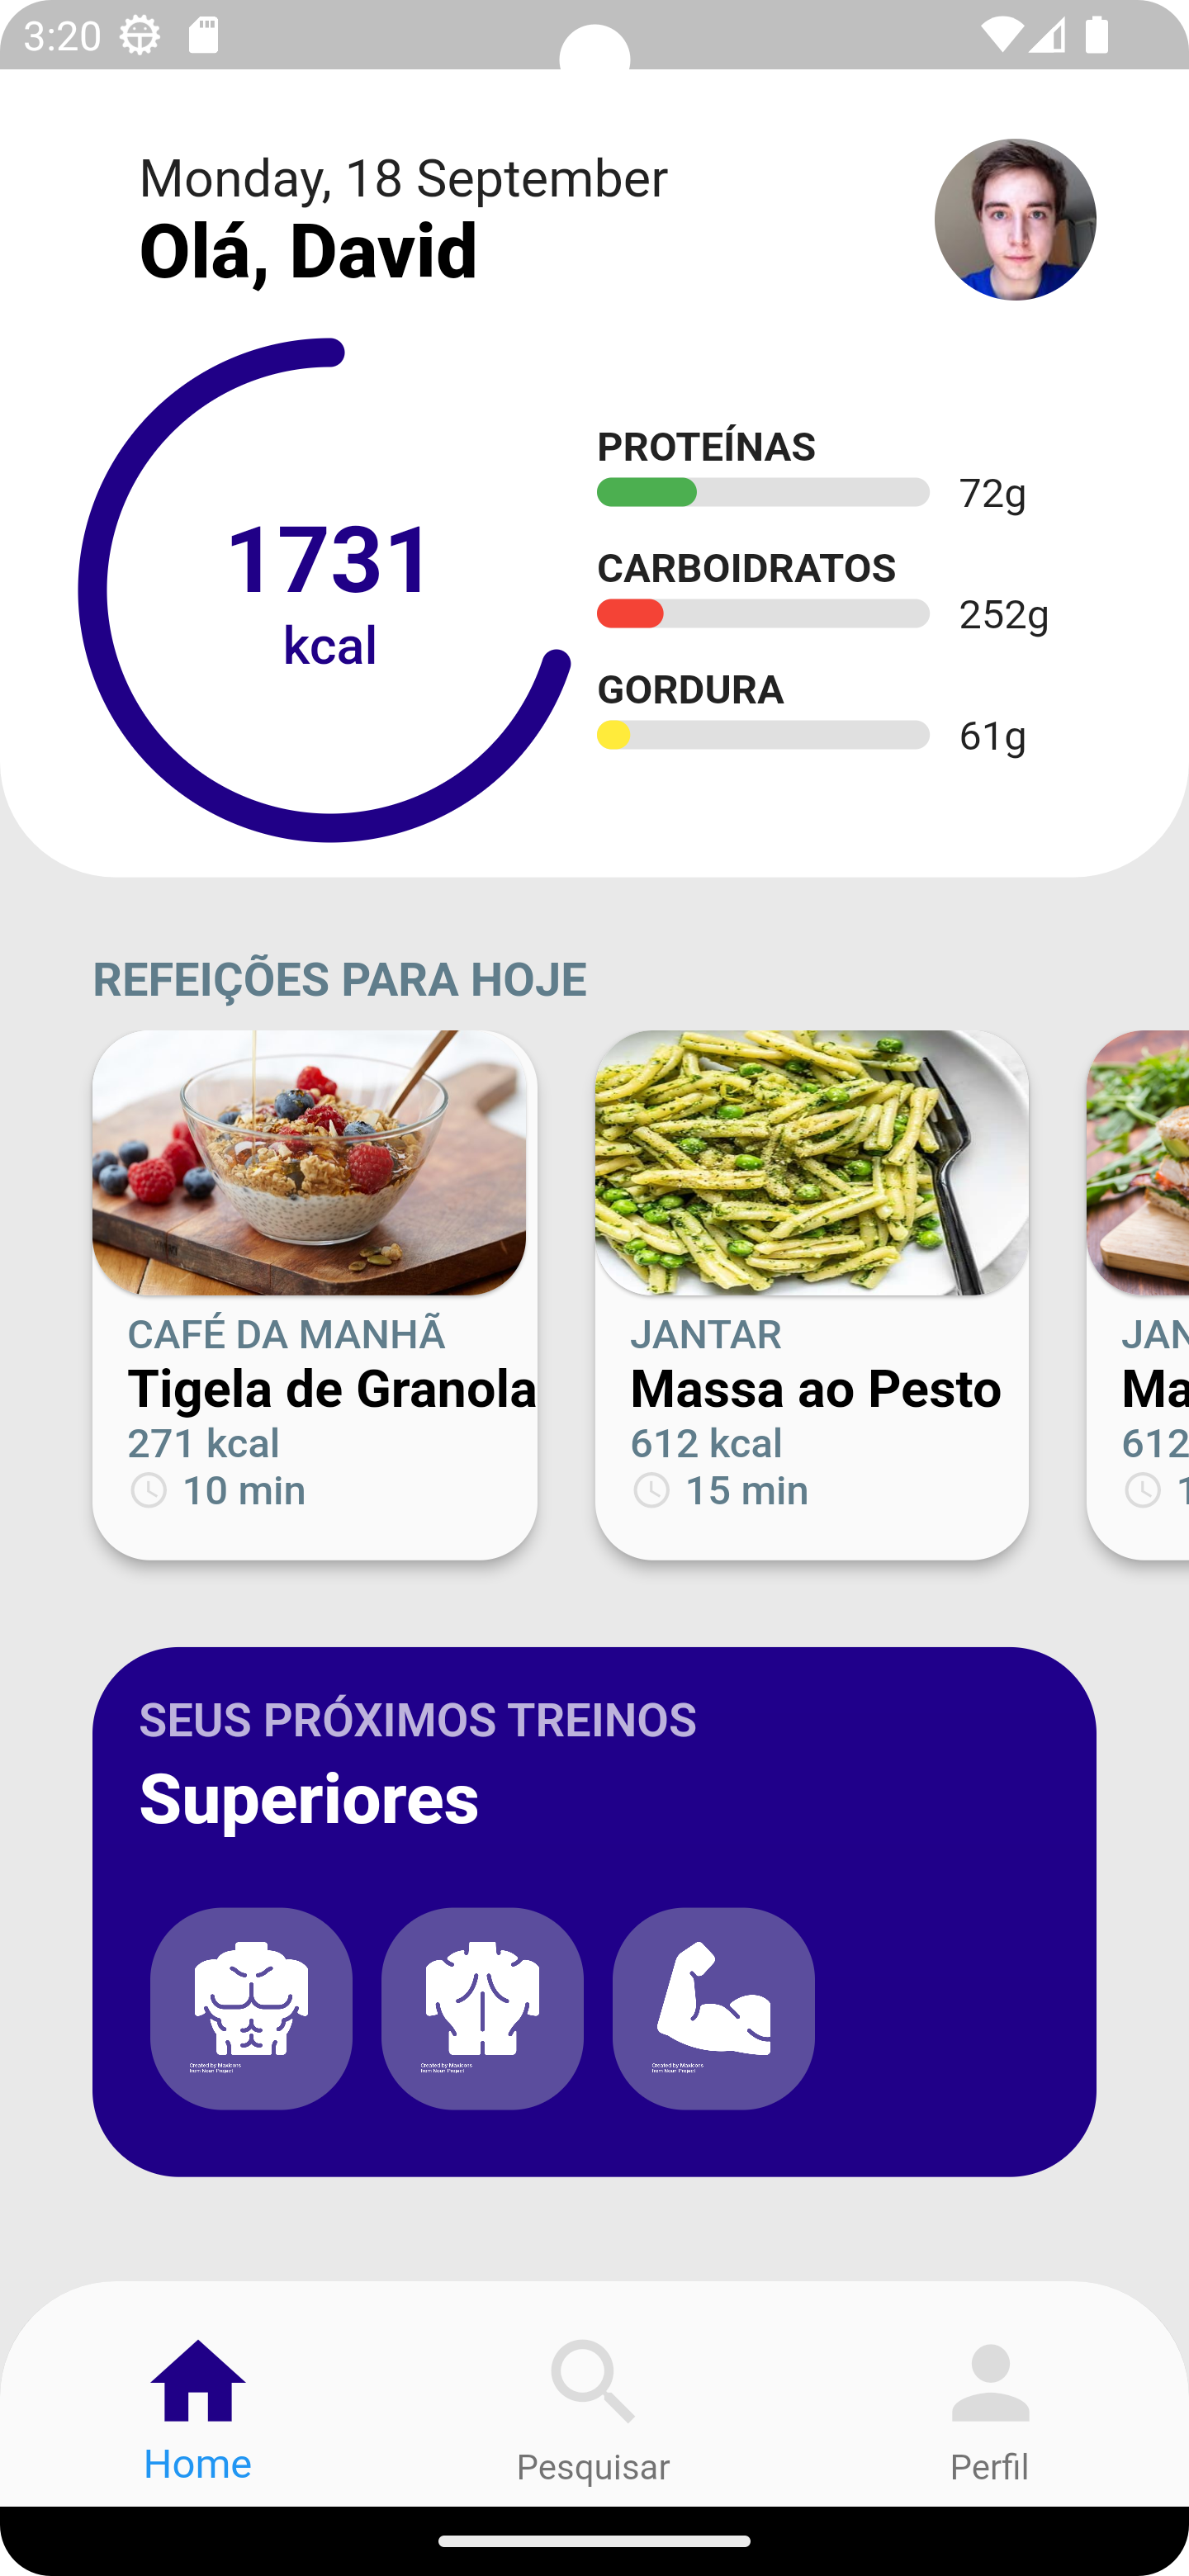 3:20
Monday, 18 September
Olá, David
1731
kcal
PROTEÍNAS
72g
CARBOIDRATOS
252g
GORDURA
61g
REFEIÇÕES PARA HOJE
CAFÉ DA MANHÃ
Tigela de Granola
271 kcal
10 min
JANTAR
Massa ao Pesto
612 kcal
15 min
JAN
Ma
612
1
SEUS PRÓXIMOS TREINOS
Superiores
Created by Maxicons
from Noun Project
Created by Maxicons
from Noun Project
Created by Maxicons
from Noun Project
Home
Pesquisar
Perfil